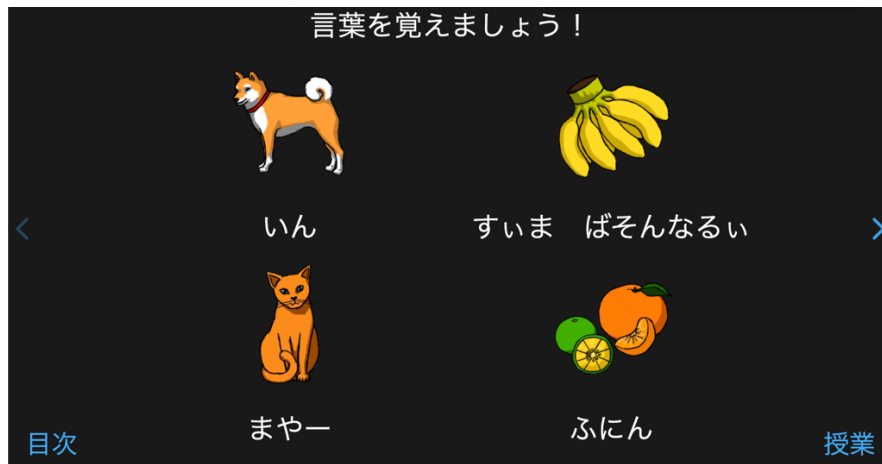 言葉を覚えましょう！
いん
すぃま　ばそんなるぃ
まやー
ふにん
目次
授業